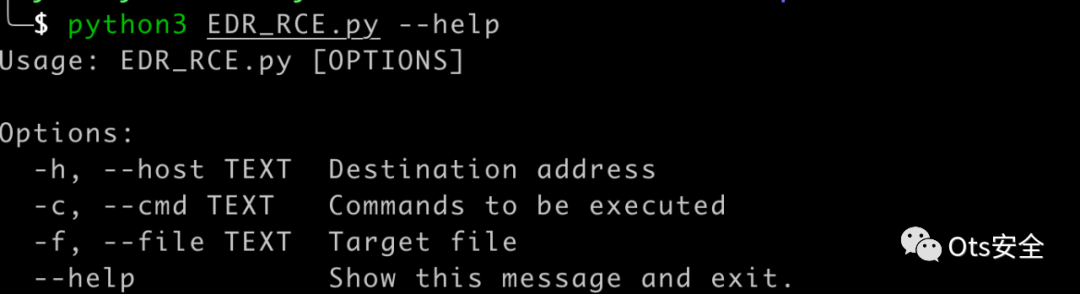 └─$ python3 EDR_RCE.py --help
Usage: EDR_RCE.py [OPTIONS]
Options:
-h, --host TEXT  Destination address
-c, --cmd TEXT   Commands to be executed
-f, --file TEXT  Target file
--help           Show this message and exit.
Ots安全